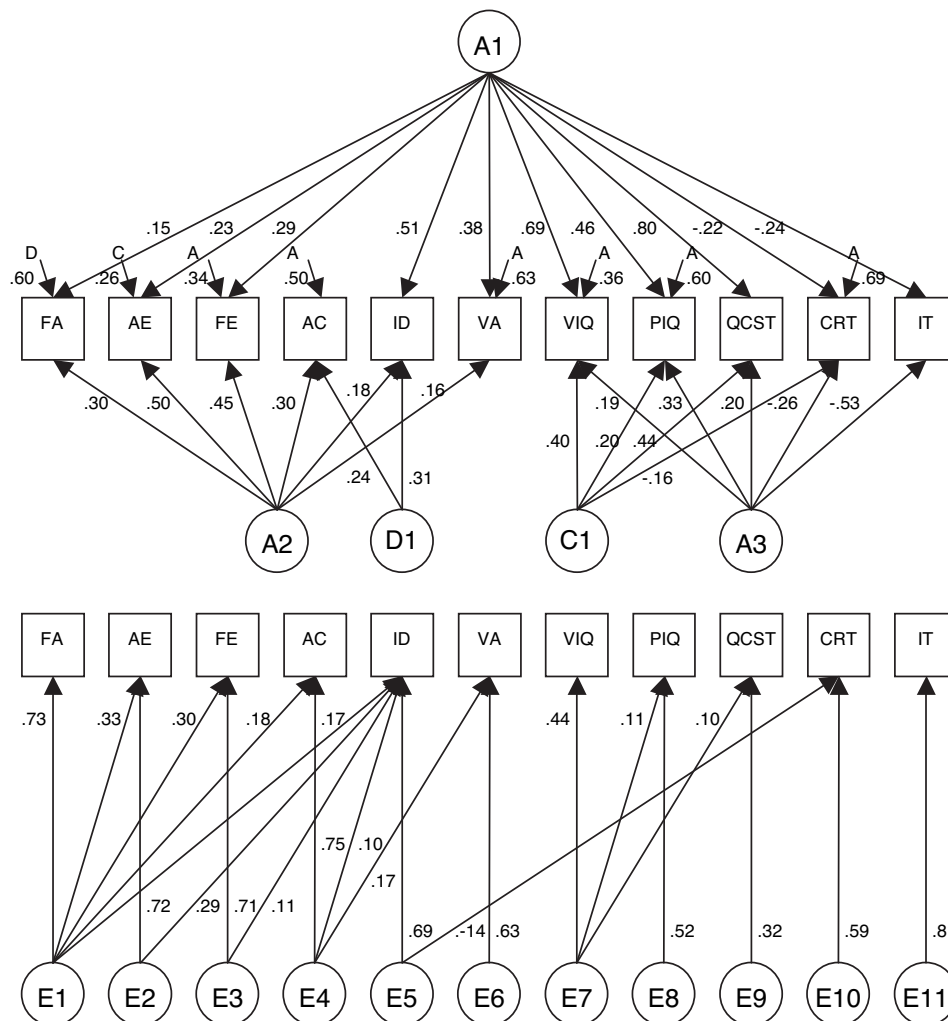 A1
.15 .23 .29 .51 .38 .69 .46 .80 -.22 -.24
D C A A A A A A
.60 .26 .34 .50 .63 .36 .60 .69
FA AE FE AC ID VA VIQ PIQ QCST CRT IT
.30 .50 .45 .30 .18 .16 .19 .33 .20 -.26 -.53
.40 .20 .44
.24 .31 -.16
A2 D1 C1 A3
FA AE FE AC ID VA VIQ PIQ QCST CRT IT
.73 .33 .30 .18 .17 .44 .11 .10
.75 .10
.17
.72 .29 .71 .11
.69 .-14 .63 .52 .32 .59 .8
E1 E2 E3 E4 E5 E6 E7 E8 E9 E10 E11